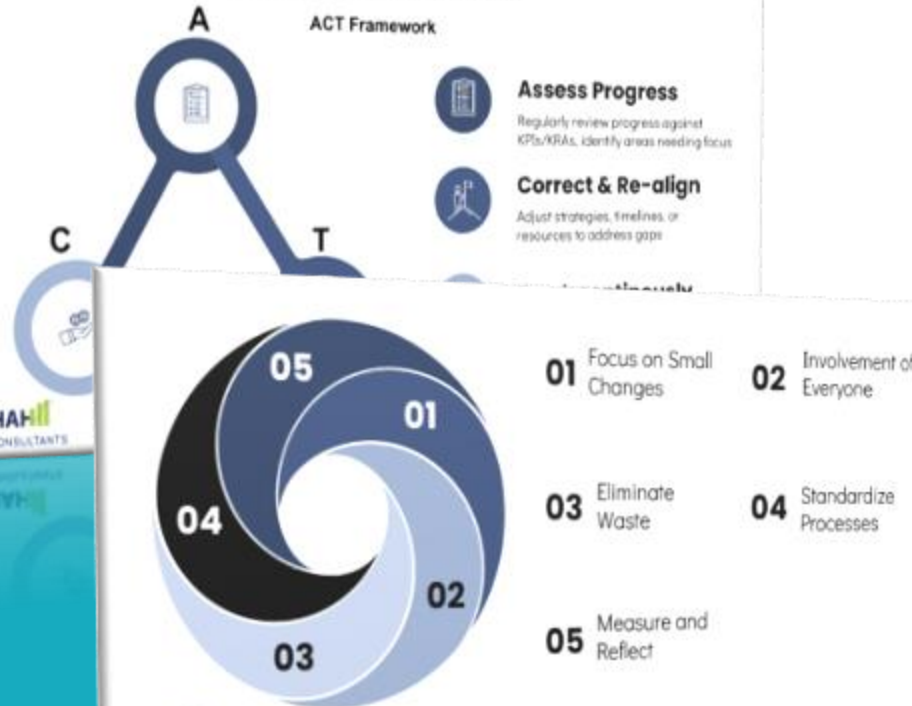 A
ACT Framework
Assess Progress
Regularly review progress against
KPIs/KRAs, identify areas needing focus
C
T
Correct & Re-align
Adjust strategies, timelines, or
resources to address gaps
05
01
04
02
03
01 Focus on Small
Changes
02 Involvement of
Everyone
03 Eliminate
Waste
04 Standardize
Processes
05 Measure and
Reflect